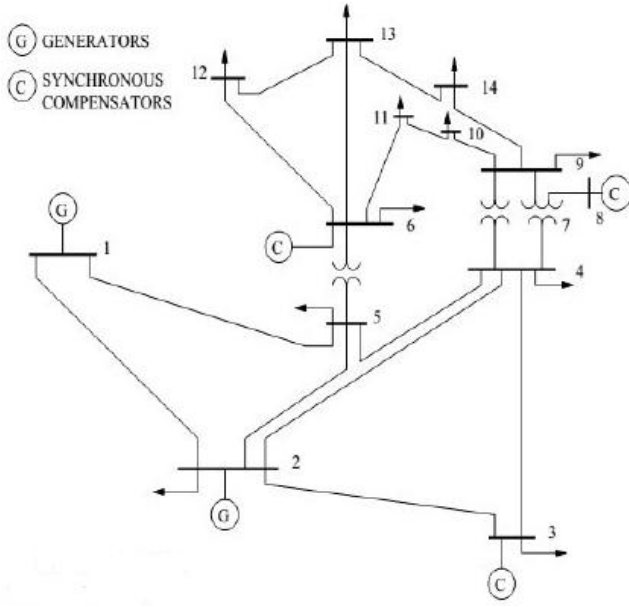 G GENERATORS
C SYNCHRONOUS
COMPENSATORS
13
12
14
11
10
9
G
C
8
7
6
C
1
4
5
2
G
3
C